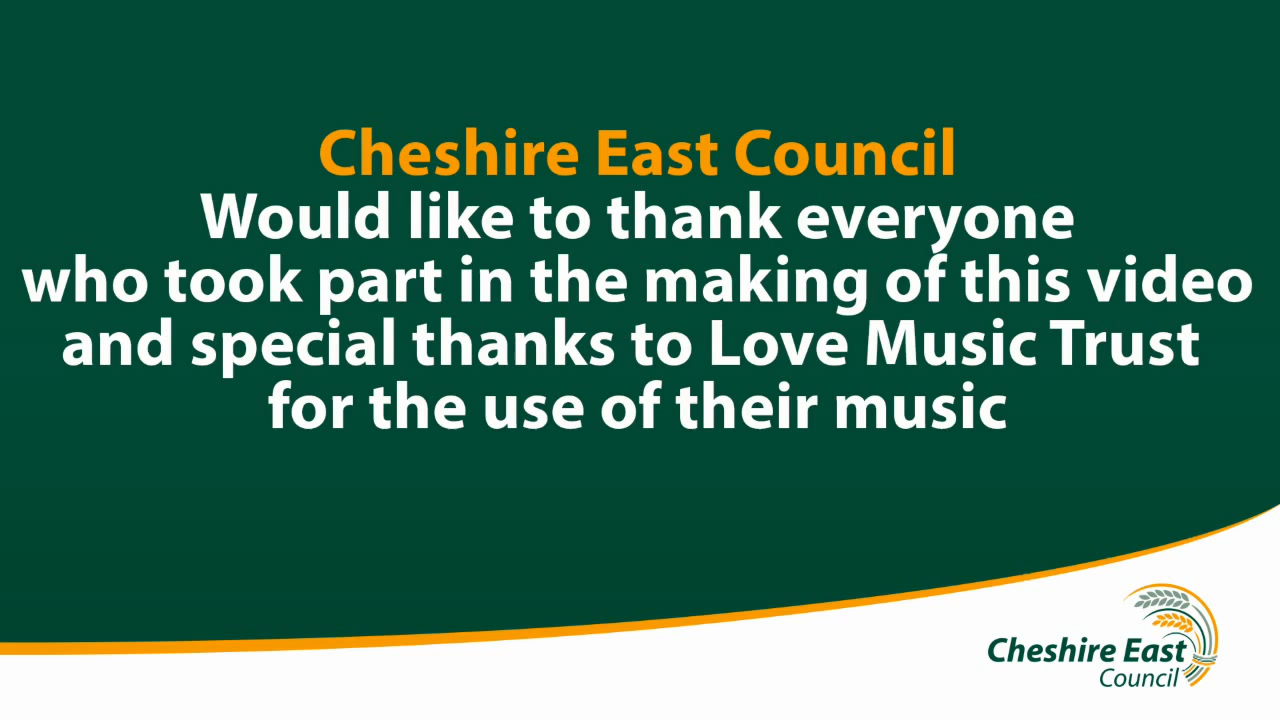 Cheshire East Council
Would like to thank everyone
who took part in the making of this video
and special thanks to Love Music Trust
for the use of their music
Cheshire East
Council